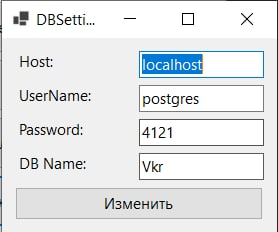 DBSetti...
Host: localhost
UserName: postgres
Password: 4121
DB Name: Vkr
Изменить